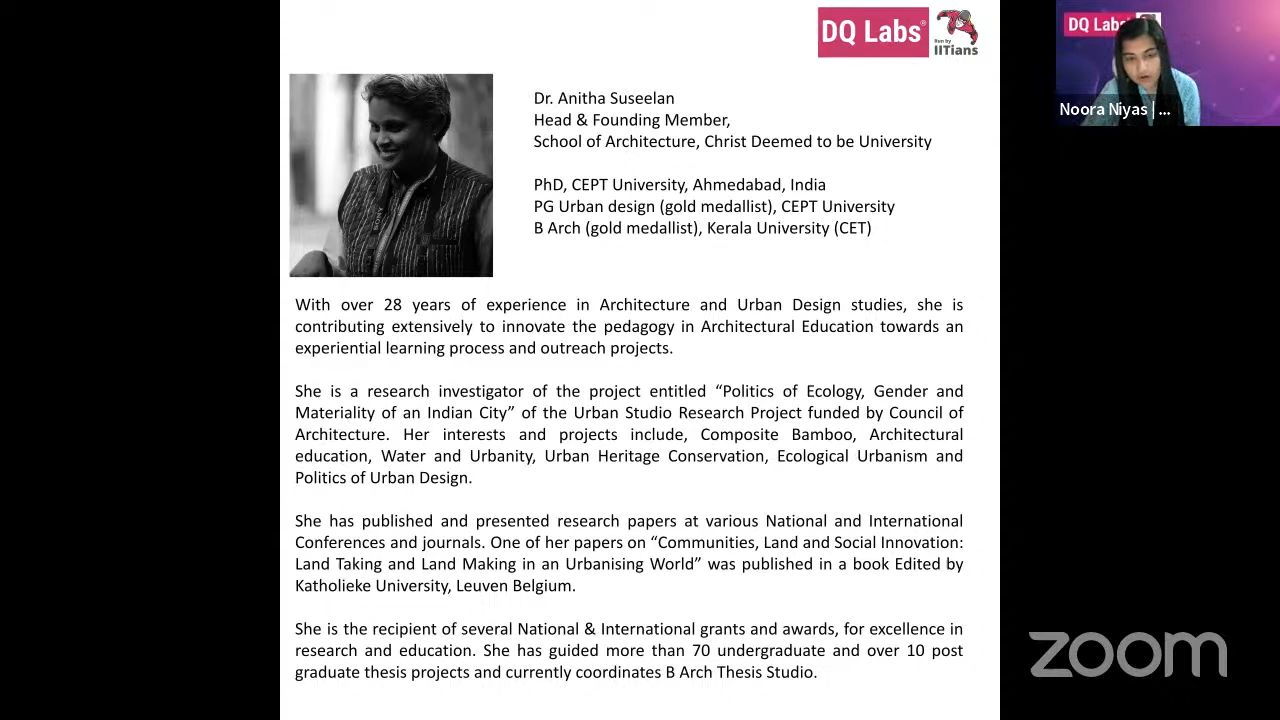 DQ Labs®
Run by
IITians
DQ Labs
Noora Niyas | ...
Dr. Anitha Suseelan
Head & Founding Member,
School of Architecture, Christ Deemed to be University
PhD, CEPT University, Ahmedabad, India
PG Urban design (gold medallist), CEPT University
B Arch (gold medallist), Kerala University (CET)
With over 28 years of experience in Architecture and Urban Design studies, she is
contributing extensively to innovate the pedagogy in Architectural Education towards an
experiential learning process and outreach projects.
She is a research investigator of the project entitled “Politics of Ecology, Gender and
Materiality of an Indian City” of the Urban Studio Research Project funded by Council of
Architecture. Her interests and projects include, Composite Bamboo, Architectural
education, Water and Urbanity, Urban Heritage Conservation, Ecological Urbanism and
Politics of Urban Design.
She has published and presented research papers at various National and International
Conferences and journals. One of her papers on “Communities, Land and Social Innovation:
Land Taking and Land Making in an Urbanising World” was published in a book Edited by
Katholieke University, Leuven Belgium.
She is the recipient of several National & International grants and awards, for excellence in
research and education. She has guided more than 70 undergraduate and over 10 post
graduate thesis projects and currently coordinates B Arch Thesis Studio.
zoom